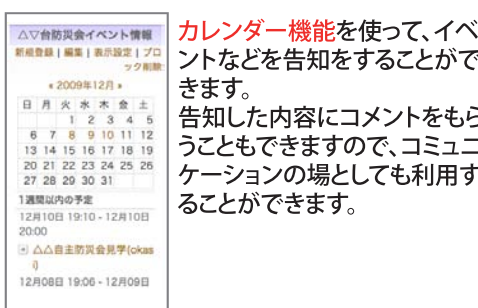 △▽台防災会イベント情報
新規登録 | 編集 | 表示設定 | ブロ
ック削除
« 2009年12月 »
日 月 火 水 木 金 土
1 2 3 4 5
6 7 8 9 10 11 12
13 14 15 16 17 18 19
20 21 22 23 24 25 26
27 28 29 30 31
1週間以内の予定
12月10日 19:10 - 12月10日
20:00
△△自主防災会見学(okas
i)
12月08日 19:06 - 12月09日
カレンダー機能を使って、イベ
ントなどを告知をすることがで
きます。
告知した内容にコメントをもら
うこともできますので、コミュニ
ケーションの場としても利用す
ることができます。